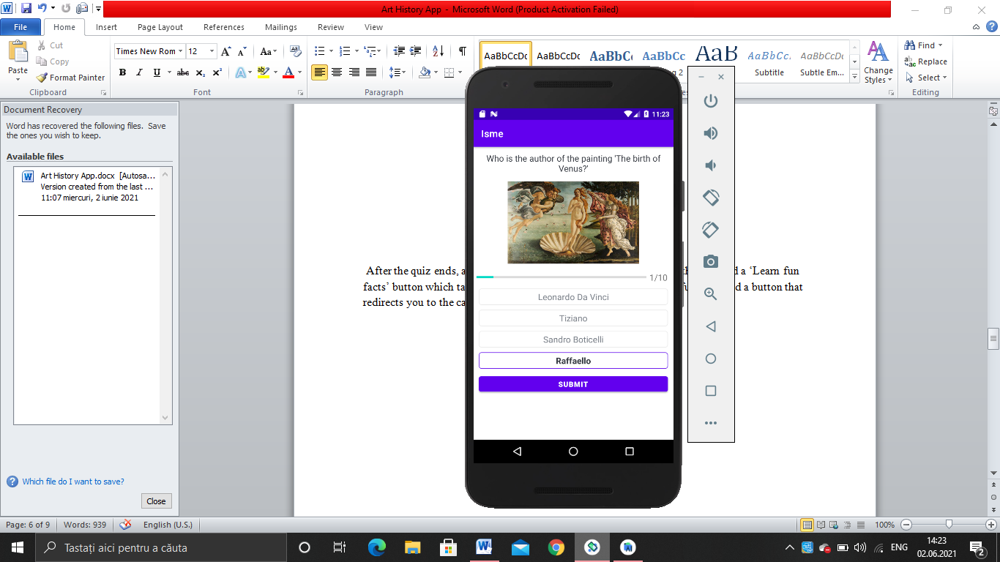 Art History App - Microsoft Word (Product Activation Failed)
File Home Insert Page Layout References Mailings Review View
Paste
Cut
Copy
Format Painter
Clipboard
Times New Rom 12
Font
Paragraph
AaBbCcDc AaBbCcDc AaBbC AaBbCc AaB AaBbCc. AaBbCcDc
2 Subtitle Subtle Em...
Change
Styles
Find
Replace
Select
Editing
Document Recovery
Word has recovered the following files. Save
the ones you wish to keep.
Available files
Art History App.docx [Autosa...
Version created from the last ...
11:07 miercuri, 2 iunie 2021
Which file do I want to save?
Close
After the quiz ends, a d a ‘Learn fun
facts’ button which ta d a button that
redirects you to the ca
11:23
Isme
Who is the author of the painting 'The birth of
Venus?'
1/10
Leonardo Da Vinci
Tiziano
Sandro Boticelli
Raffaello
SUBMIT
Page: 6 of 9 Words: 939 English (U.S.) 100%
Tastați aici pentru a căuta
ENG
14:23
02.06.2021
2